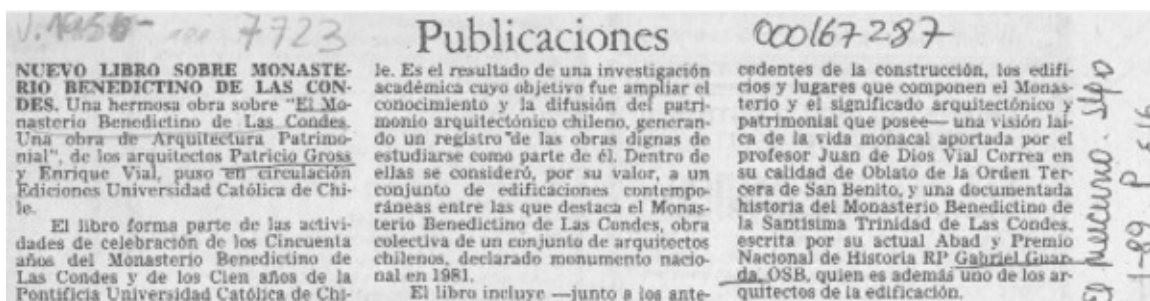 7723
Publicaciones
000167287
NUEVO LIBRO SOBRE MONASTE-
RIO BENEDICTINO DE LAS CON-
DES. Una hermosa obra sobre "El Mo-
nasterio Benedictino de Las Condes.
Una obra de Arquitectura Patrimo-
nial", de los arquitectos Patricio Gross
y Enrique Vial, puso en circulación
Ediciones Universidad Católica de Chi-
le.
El libro forma parte de las activi-
dades de celebración de los Cincuenta
años del Monasterio Benedictino de
Las Condes y de los Cien años de la
Pontificia Universidad Católica de Chi-
le. Es el resultado de una investigación
académica cuyo objetivo fue ampliar el
conocimiento y la difusión del patri-
monio arquitectónico chileno, generan-
do un registro de las obras dignas de
estudiarse como parte de él. Dentro de
ellas se consideró, por su valor, a un
conjunto de edificaciones contempo-
ráneas entre las que destaca el Monas-
terio Benedictino de Las Condes, obra
colectiva de un conjunto de arquitectos
chilenos, declarado monumento nacio-
nal en 1981.
El libro incluye —junto a los ante-
cedentes de la construcción, los edifi-
cios y lugares que componen el Monas-
terio y el significado arquitectónico y
patrimonial que posee— una visión lai-
ca de la vida monacal aportada por el
profesor Juan de Dios Vial Correa en
su calidad de Oblato de la Orden Ter-
cera de San Benito, y una documentada
historia del Monasterio Benedictino de
la Santísima Trinidad de Las Condes,
escrita por su actual Abad y Premio
Nacional de Historia RP Gabriel Guar-
da, OSB, quien es además uno de los ar-
quitectos de la edificación.
El Mercurio. Stgo